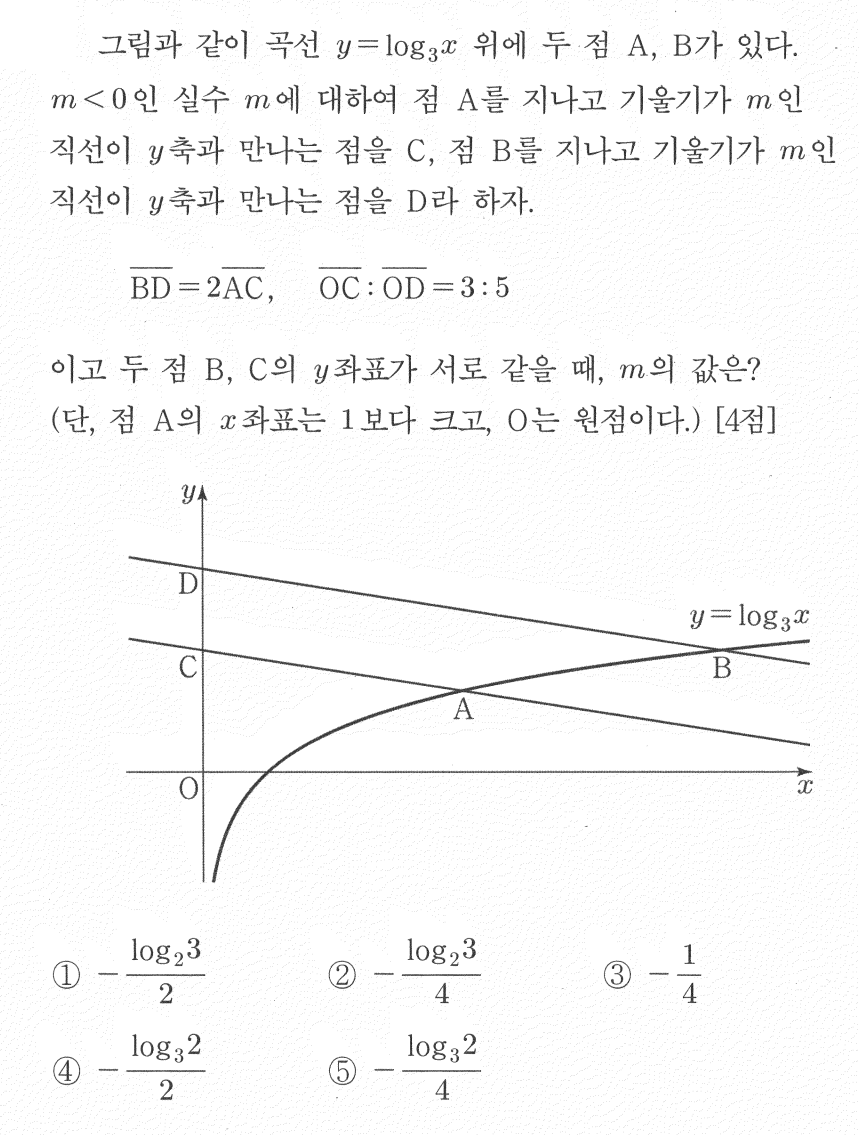 그림과 같이 곡선 y=log₃x 위에 두 점 A, B가 있다.
m<0인 실수 m에 대하여 점 A를 지나고 기울기가 m인
직선이 y축과 만나는 점을 C, 점 B를 지나고 기울기가 m인
직선이 y축과 만나는 점을 D라 하자.
B̅D̅=2A̅C̅, O̅C̅:O̅D̅=3:5
이고 두 점 B, C의 y좌표가 서로 같을 때, m의 값은?
(단, 점 A의 x좌표는 1보다 크고, O는 원점이다.) [4점]
y
D
y=log₃x
C
B
A
O
x
① -log₂3/2 ② -log₂3/4 ③ -1/4
④ -log₃2/2 ⑤ -log₃2/4